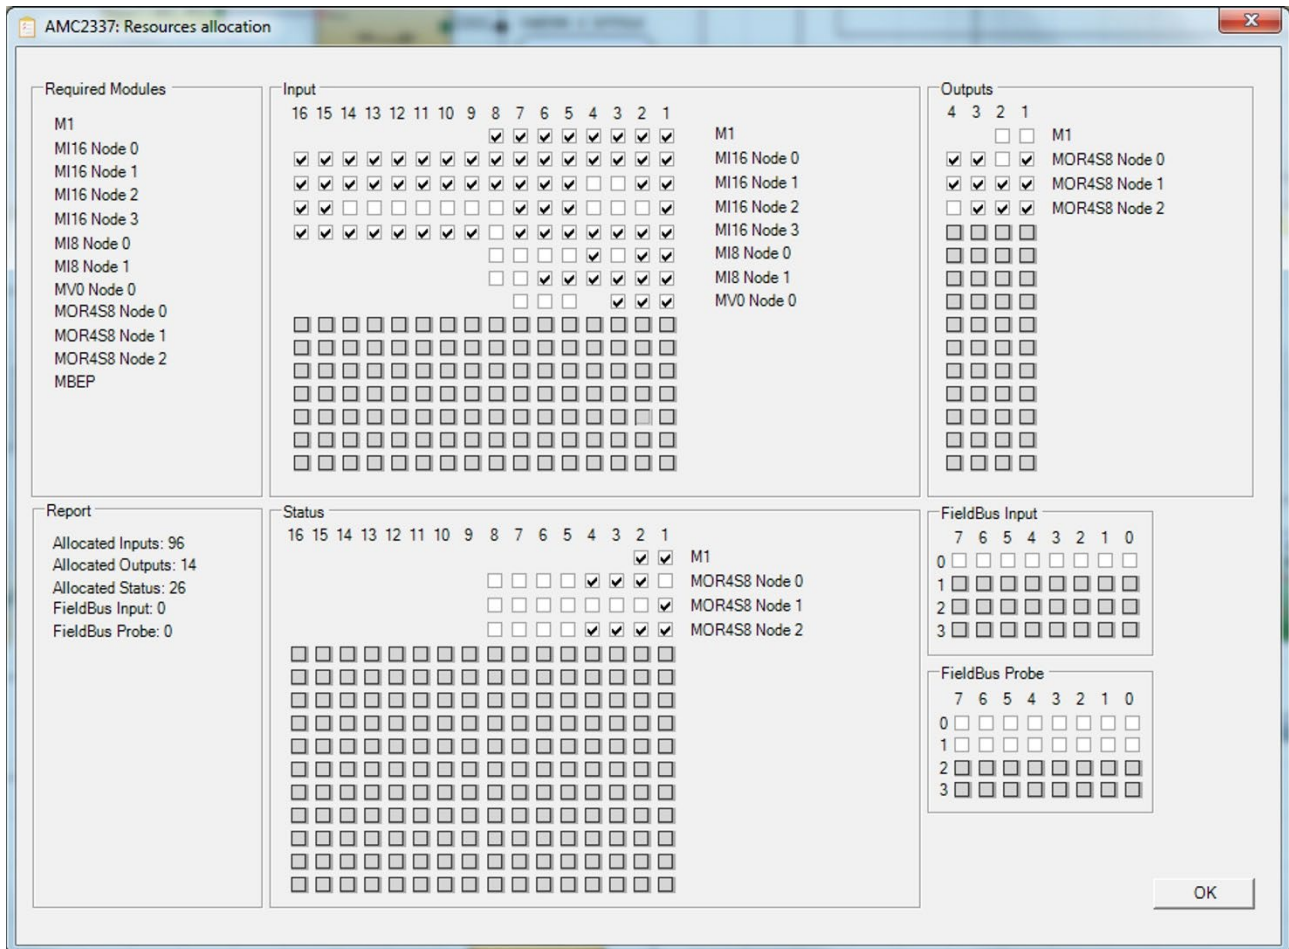 AMC2337: Resources allocation
Required Modules
M1
MI16 Node 0
MI16 Node 1
MI16 Node 2
MI16 Node 3
MI8 Node 0
MI8 Node 1
MV0 Node 0
MOR4S8 Node 0
MOR4S8 Node 1
MOR4S8 Node 2
MBEP
Input
16 15 14 13 12 11 10 9 8 7 6 5 4 3 2 1
M1
MI16 Node 0
MI16 Node 1
MI16 Node 2
MI16 Node 3
MI8 Node 0
MI8 Node 1
MV0 Node 0
Outputs
4 3 2 1
M1
MOR4S8 Node 0
MOR4S8 Node 1
MOR4S8 Node 2
Report
Allocated Inputs: 96
Allocated Outputs: 14
Allocated Status: 26
FieldBus Input: 0
FieldBus Probe: 0
Status
16 15 14 13 12 11 10 9 8 7 6 5 4 3 2 1
M1
MOR4S8 Node 0
MOR4S8 Node 1
MOR4S8 Node 2
FieldBus Input
7 6 5 4 3 2 1 0
0
1
2
3
FieldBus Probe
7 6 5 4 3 2 1 0
0
1
2
3
OK